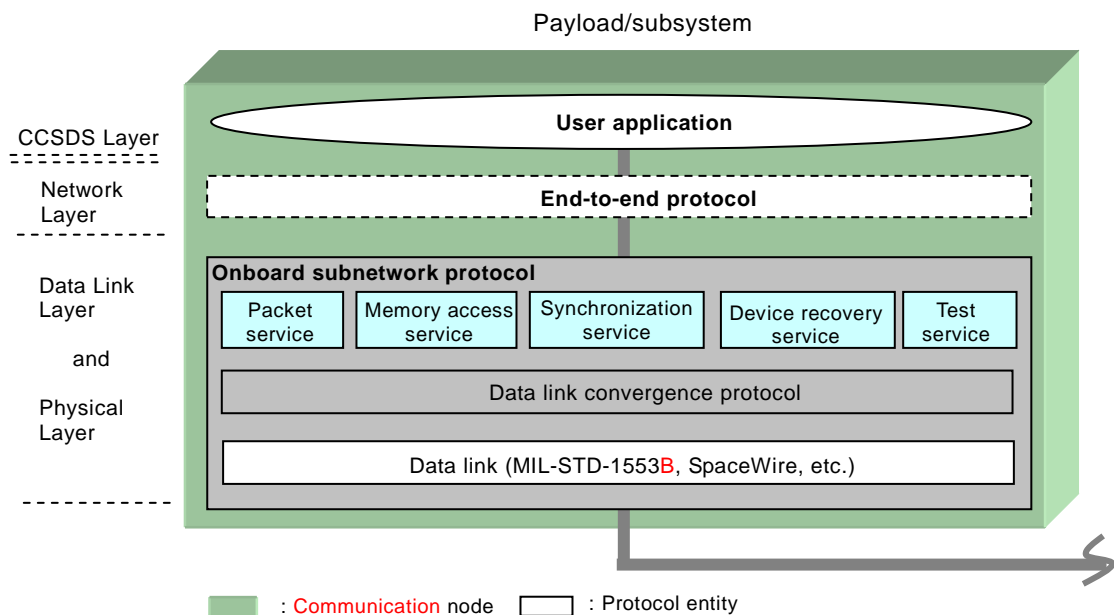 Payload/subsystem
User application
CCSDS Layer
Network
Layer
End-to-end protocol
Onboard subnetwork protocol
Data Link
Layer
and
Physical
Layer
Packet
service
Memory access
service
Synchronization
service
Device recovery
service
Test
service
Data link convergence protocol
Data link (MIL-STD-1553B, SpaceWire, etc.)
: Communication node
: Protocol entity